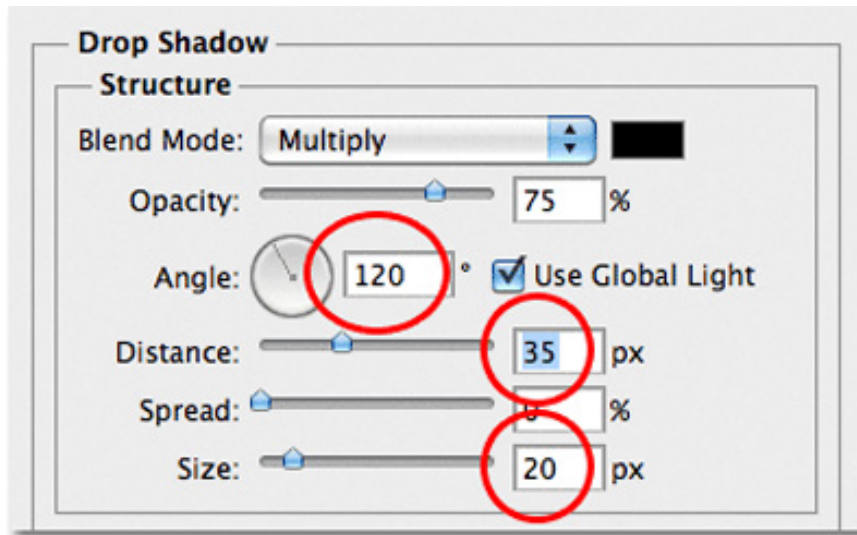 Drop Shadow
Structure
Blend Mode: Multiply
Opacity: 75 %
Angle: 120 ° Use Global Light
Distance: 35 px
Spread: 0 %
Size: 20 px